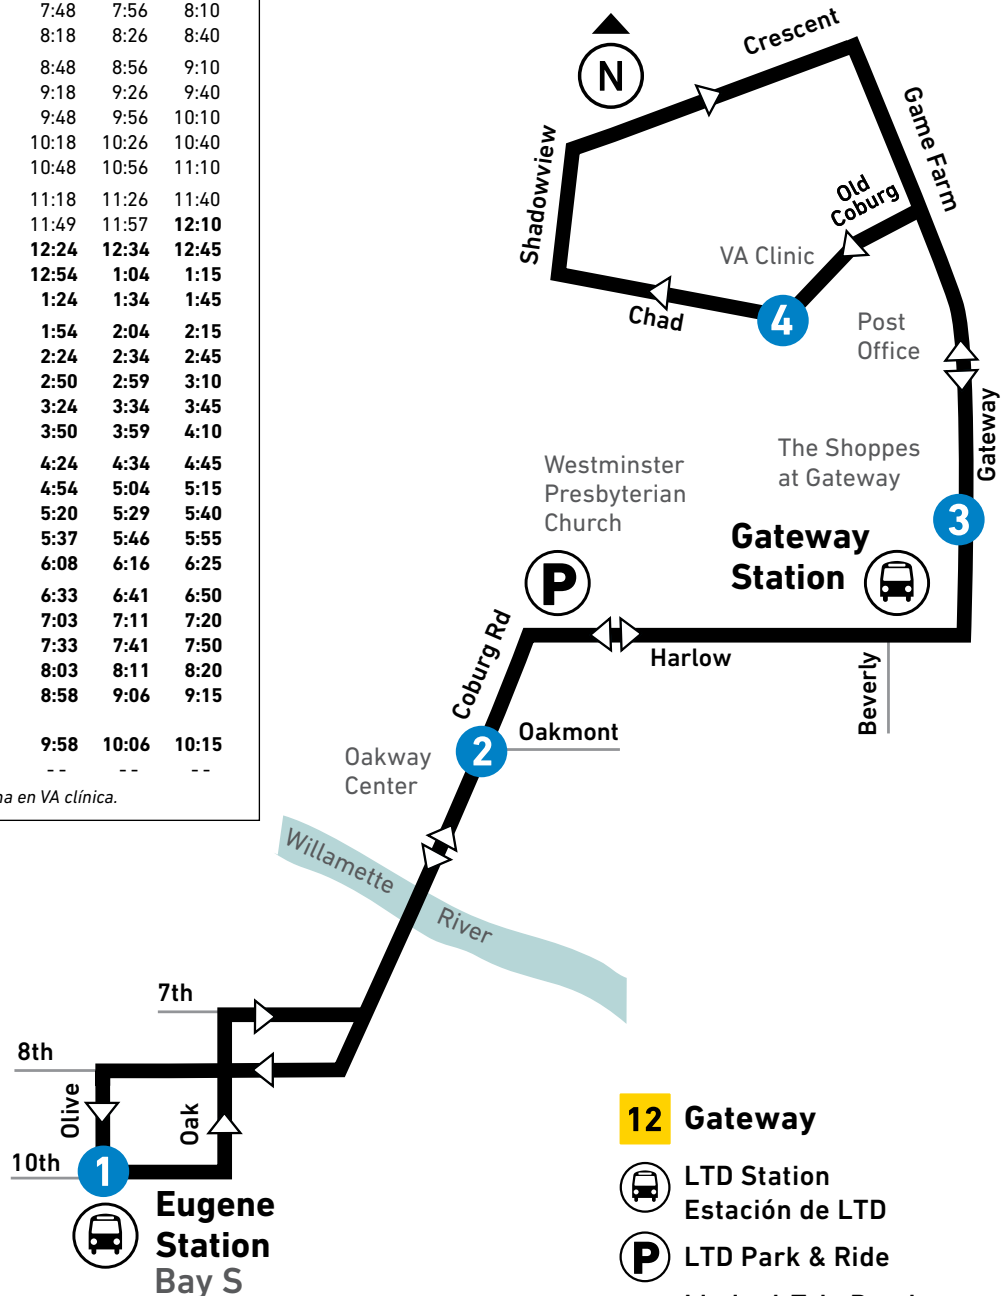 7:48 7:56 8:10
8:18 8:26 8:40
8:48 8:56 9:10
9:18 9:26 9:40
9:48 9:56 10:10
10:18 10:26 10:40
10:48 10:56 11:10
11:18 11:26 11:40
11:49 11:57 12:10
12:24 12:34 12:45
12:54 1:04 1:15
1:24 1:34 1:45
1:54 2:04 2:15
2:24 2:34 2:45
2:50 2:59 3:10
3:24 3:34 3:45
3:50 3:59 4:10
4:24 4:34 4:45
4:54 5:04 5:15
5:20 5:29 5:40
5:37 5:46 5:55
6:08 6:16 6:25
6:33 6:41 6:50
7:03 7:11 7:20
7:33 7:41 7:50
8:03 8:11 8:20
8:58 9:06 9:15
9:58 10:06 10:15
-- -- --
en VA clínica.
N
Crescent
Game Farm
Shadowview
Old
Coburg
VA Clinic
4
Chad
Post
Office
Gateway
The Shoppes
at Gateway
3
Westminster
Presbyterian
Church
Gateway
Station
P
Harlow
Beverly
Coburg Rd
2
Oakmont
Oakway
Center
Willamette
River
7th
8th
Olive
Oak
10th
1
Eugene
Station
Bay S
12 Gateway
LTD Station
Estación de LTD
P LTD Park & Ride